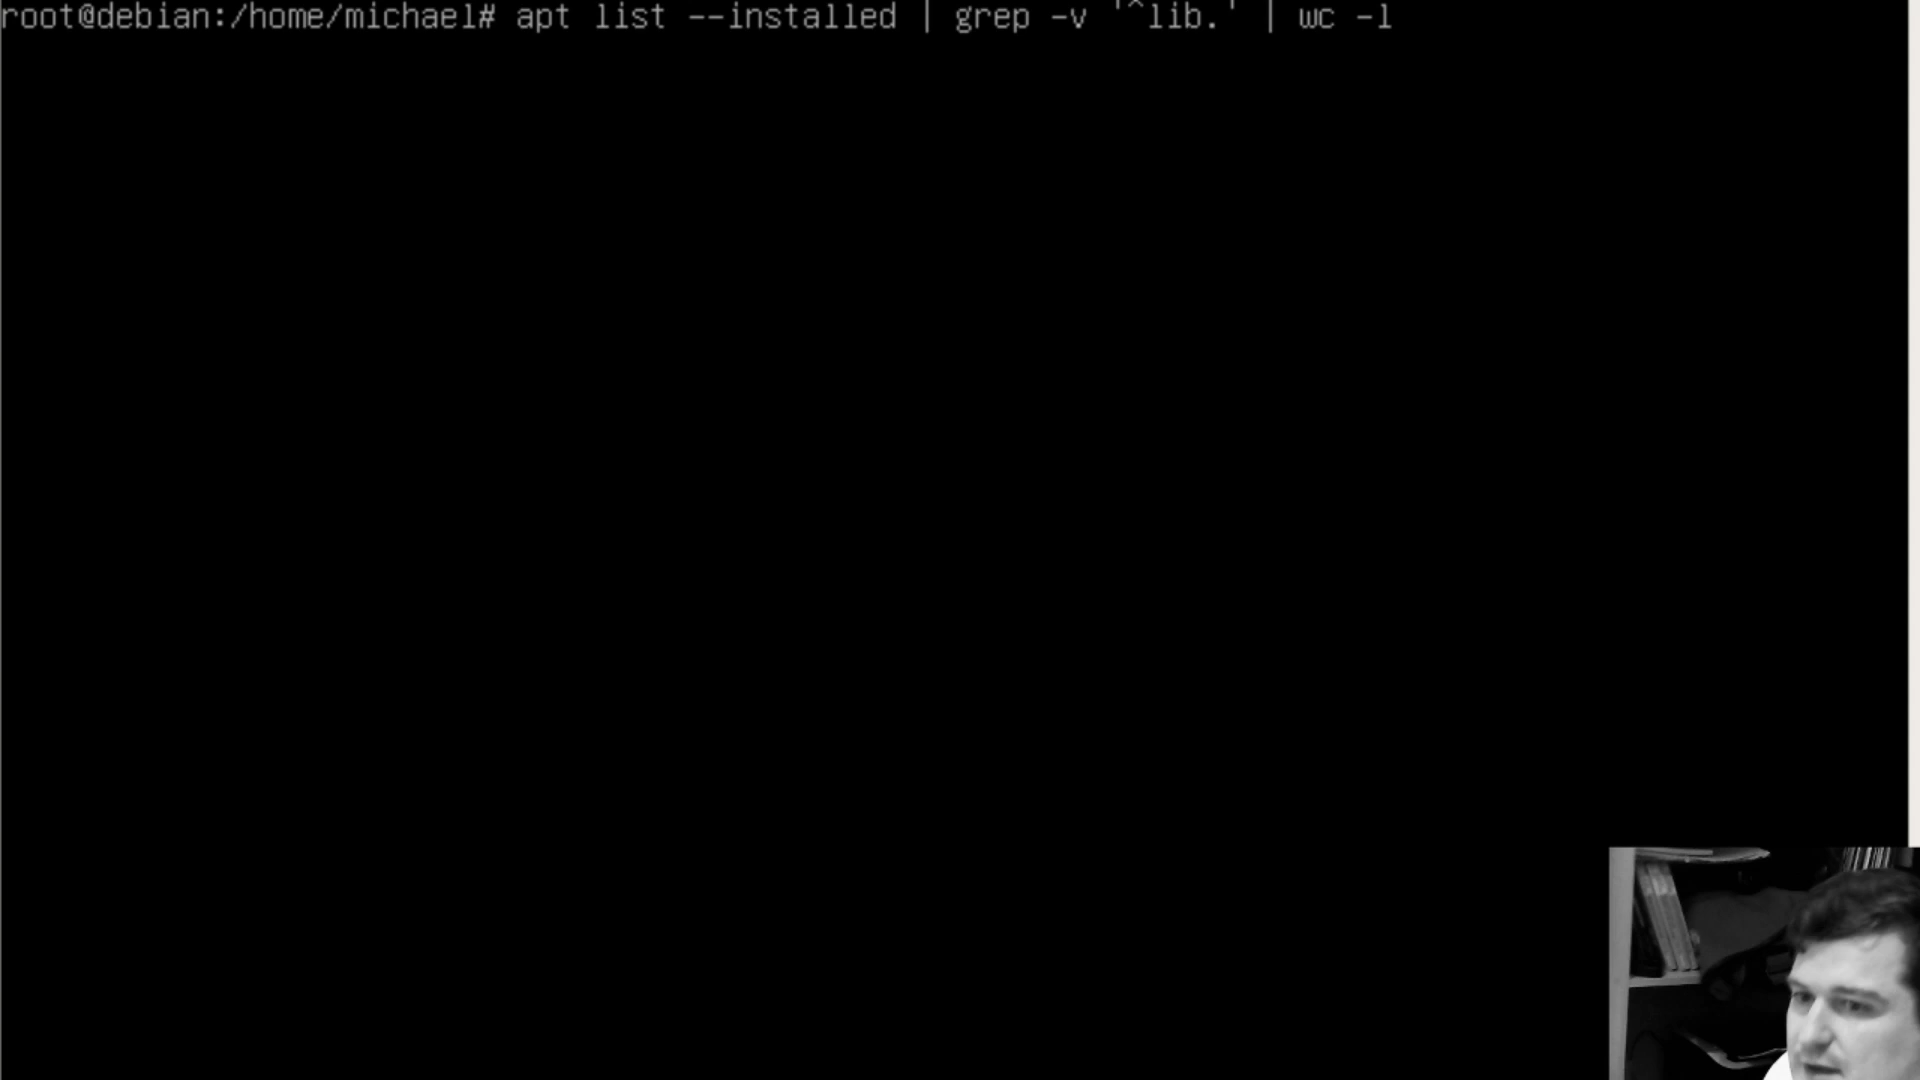 root@debian:/home/michael# apt list --installed | grep -v '^lib.' | wc -l